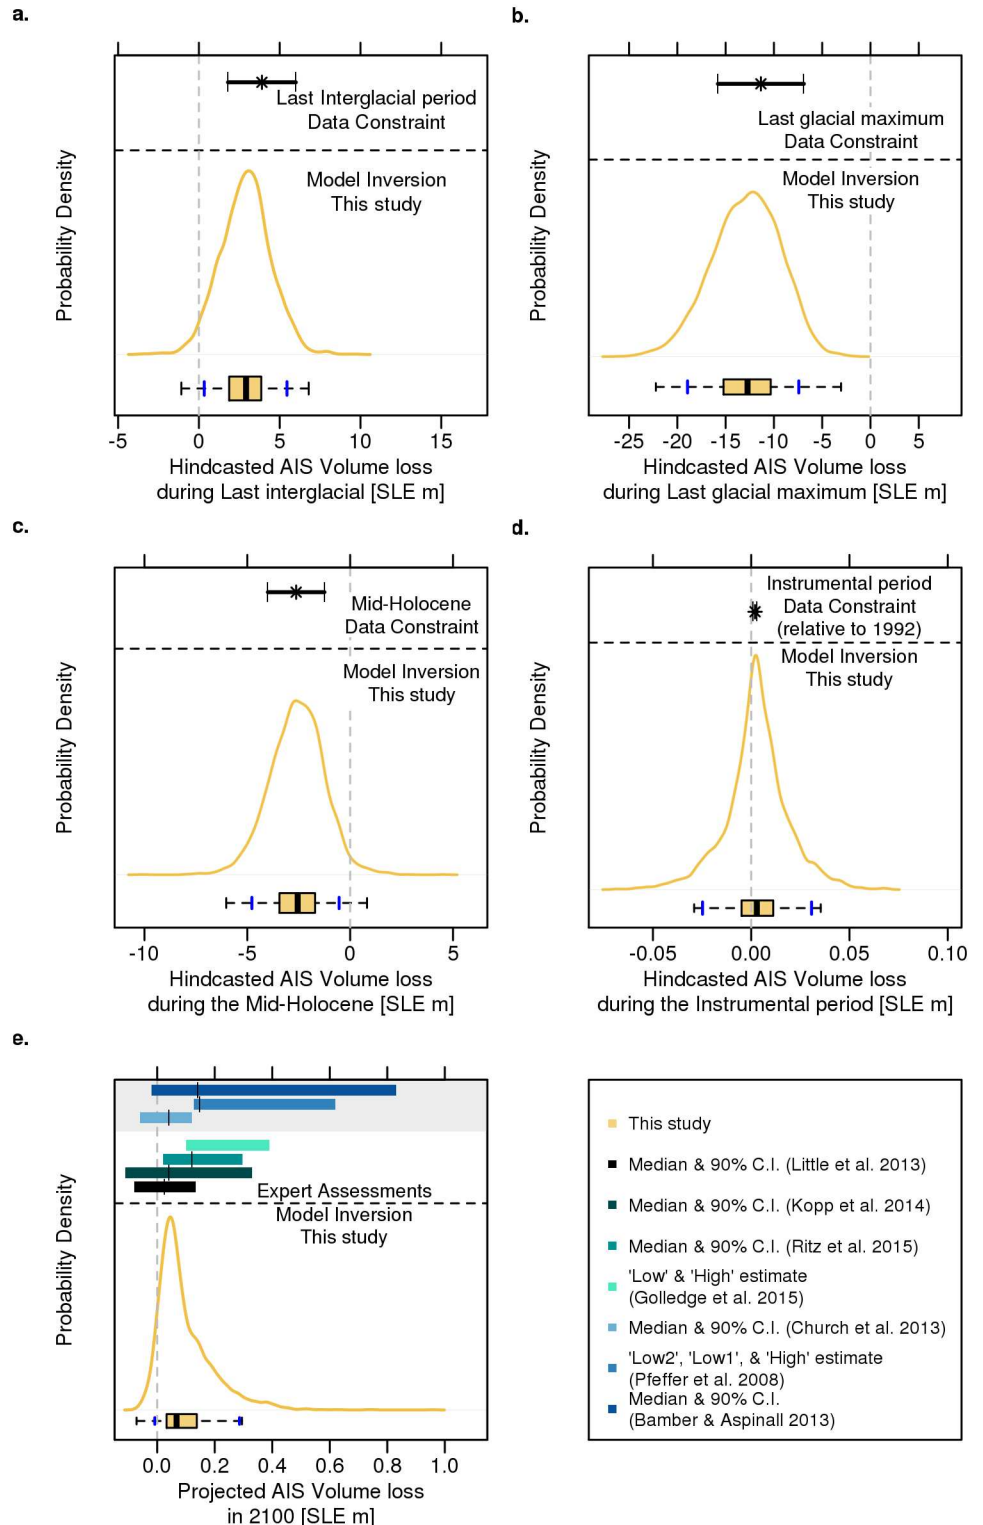 a.
Last Interglacial period
Data Constraint
Model Inversion
This study
Probability Density
-5 0 5 10 15
Hindcasted AIS Volume loss
during Last interglacial [SLE m]
b.
Last glacial maximum
Data Constraint
Model Inversion
This study
Probability Density
-25 -20 -15 -10 -5 0 5
Hindcasted AIS Volume loss
during Last glacial maximum [SLE m]
c.
Mid-Holocene
Data Constraint
Model Inversion
This study
Probability Density
-10 -5 0 5
Hindcasted AIS Volume loss
during the Mid-Holocene [SLE m]
d.
Instrumental period
Data Constraint
(relative to 1992)
Model Inversion
This study
Probability Density
-0.05 0.00 0.05 0.10
Hindcasted AIS Volume loss
during the Instrumental period [SLE m]
e.
Expert Assessments
Model Inversion
This study
Probability Density
0.0 0.2 0.4 0.6 0.8 1.0
Projected AIS Volume loss
in 2100 [SLE m]
This study
Median & 90% C.I. (Little et al. 2013)
Median & 90% C.I. (Kopp et al. 2014)
Median & 90% C.I. (Ritz et al. 2015)
'Low' & 'High' estimate
(Golledge et al. 2015)
Median & 90% C.I. (Church et al. 2013)
'Low2', 'Low1', & 'High' estimate
(Pfeffer et al. 2008)
Median & 90% C.I.
(Bamber & Aspinall 2013)